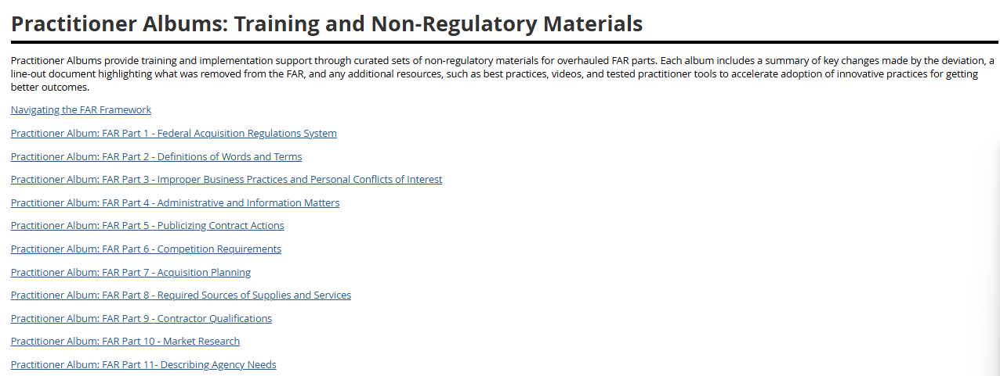 Practitioner Albums: Training and Non-Regulatory Materials
Practitioner Albums provide training and implementation support through curated sets of non-regulatory materials for overhauled FAR parts. Each album includes a summary of key changes made by the deviation, a
line-out document highlighting what was removed from the FAR, and any additional resources, such as best practices, videos, and tested practitioner tools to accelerate adoption of innovative practices for getting
better outcomes.
Navigating the FAR Framework
Practitioner Album: FAR Part 1 - Federal Acquisition Regulations System
Practitioner Album: FAR Part 2 - Definitions of Words and Terms
Practitioner Album: FAR Part 3 - Improper Business Practices and Personal Conflicts of Interest
Practitioner Album: FAR Part 4 - Administrative and Information Matters
Practitioner Album: FAR Part 5 - Publicizing Contract Actions
Practitioner Album: FAR Part 6 - Competition Requirements
Practitioner Album: FAR Part 7 - Acquisition Planning
Practitioner Album: FAR Part 8 - Required Sources of Supplies and Services
Practitioner Album: FAR Part 9 - Contractor Qualifications
Practitioner Album: FAR Part 10 - Market Research
Practitioner Album: FAR Part 11- Describing Agency Needs